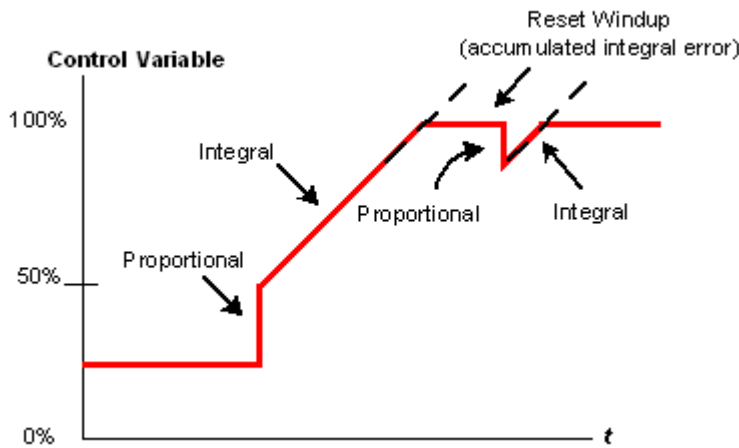 Reset Windup
(accumulated integral error)
Control Variable
100%
Integral
Proportional
Integral
Proportional
50%
0%
t